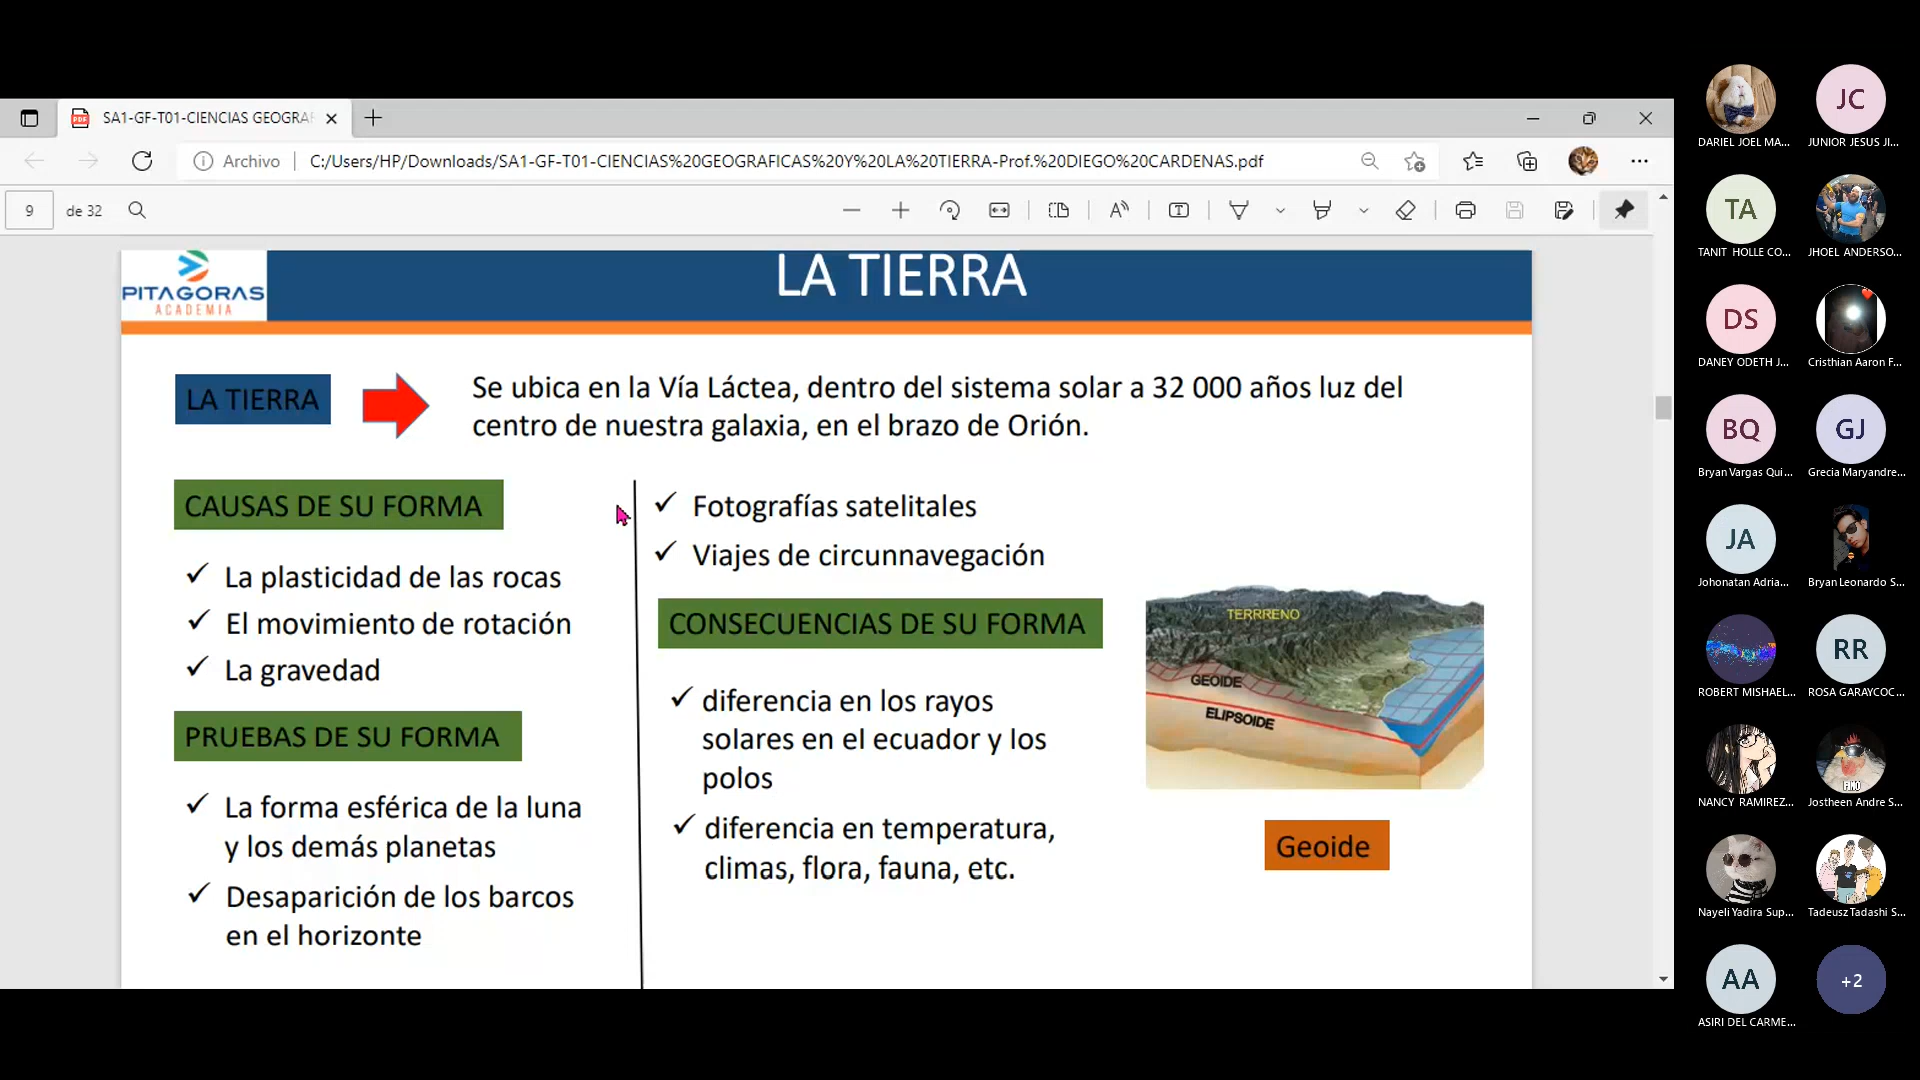 SA1-GF-T01-CIENCIAS GEOGRAF
Archivo
C:/Users/HP/Downloads/SA1-GF-T01-CIENCIAS%20GEOGRAFICAS%20Y%20LA%20TIERRA-Prof.%20DIEGO%20CARDENAS.pdf
9 de 32
PITAGORAS
ACADEMIA
LA TIERRA
LA TIERRA
Se ubica en la Vía Láctea, dentro del sistema solar a 32 000 años luz del
centro de nuestra galaxia, en el brazo de Orión.
CAUSAS DE SU FORMA
✓ La plasticidad de las rocas
✓ El movimiento de rotación
✓ La gravedad
PRUEBAS DE SU FORMA
✓ La forma esférica de la luna
y los demás planetas
✓ Desaparición de los barcos
en el horizonte
✓ Fotografías satelitales
✓ Viajes de circunnavegación
CONSECUENCIAS DE SU FORMA
✓ diferencia en los rayos
solares en el ecuador y los
polos
✓ diferencia en temperatura,
climas, flora, fauna, etc.
TERRRENO
GEOIDE
ELIPSOIDE
Geoide
DARIEL JOEL MA...
JC
JUNIOR JESUS JI...
TA
TANIT HOLLE CO...
JHOEL ANDERSO...
DS
DANEY ODETH J...
Cristhian Aaron F...
BQ
Bryan Vargas Qui...
GJ
Grecia Maryandre...
JA
Johonatan Adria...
Bryan Leonardo S...
ROBERT MISHAEL...
RR
ROSA GARAYCOC...
NANCY RAMIREZ...
Jostheen Andre S...
Nayeli Yadira Sup...
Tadeusz Tadashi S...
AA
ASIRI DEL CARME...
+2